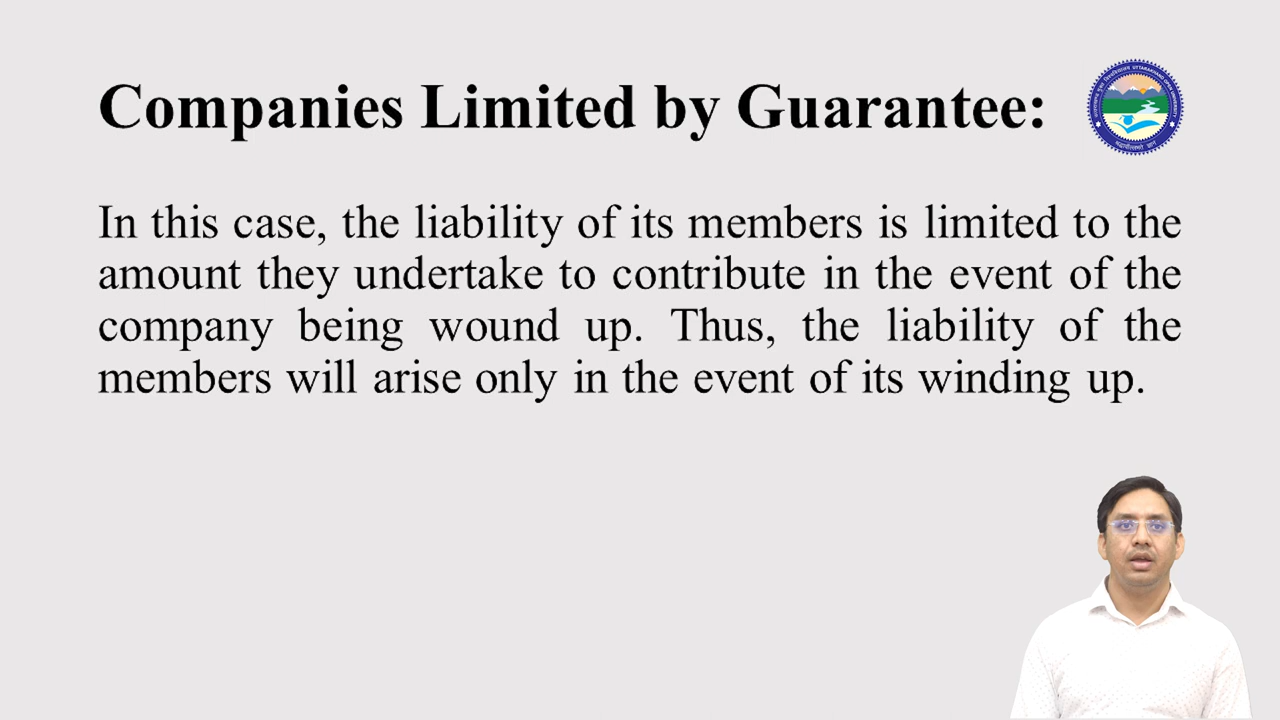 Companies Limited by Guarantee:
In this case, the liability of its members is limited to the
amount they undertake to contribute in the event of the
company being wound up. Thus, the liability of the
members will arise only in the event of its winding up.